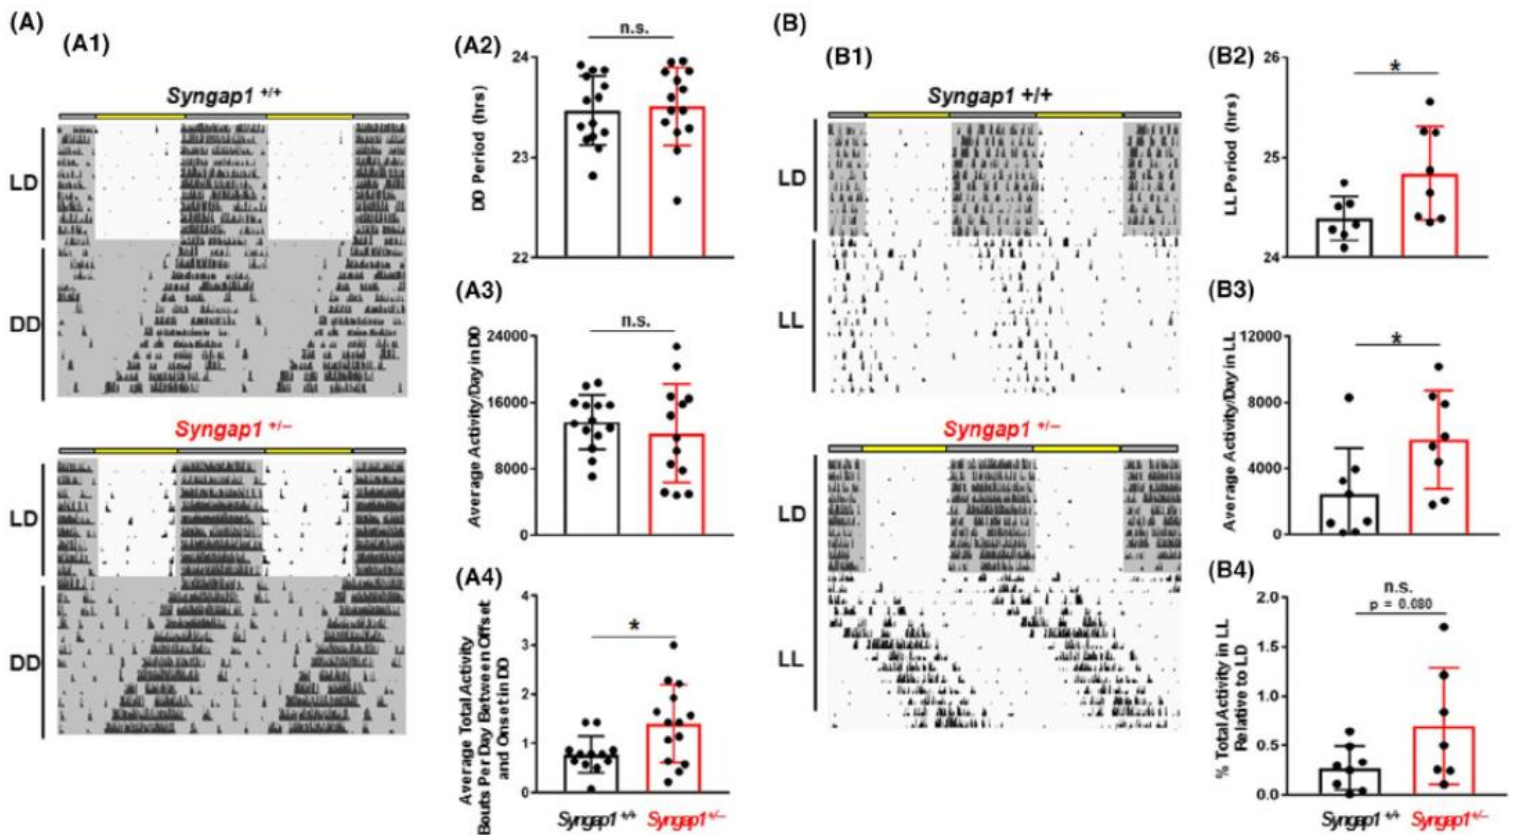 (A)
(A1)
Syngap1 +/+
LD
DD
Syngap1 +/−
LD
DD
(A2)
n.s.
DD Period (hrs)
24
23
22
(A3)
n.s.
Average Activity/Day in DD
24000
16000
8000
0
(A4)
*
Average Total Activity
Bouts Per Day Between Offset
and Onset in DD
4
3
2
1
0
Syngap1 +/+ Syngap1 +/−
(B)
(B1)
Syngap1 +/+
LD
LL
Syngap1 +/−
LD
LL
(B2)
*
LL Period (hrs)
26
25
24
(B3)
*
Average Activity/Day in LL
12000
8000
4000
0
(B4)
n.s.
p = 0.080
% Total Activity in LL
Relative to LD
2.0
1.5
1.0
0.5
0.0
Syngap1 +/+ Syngap1 +/−